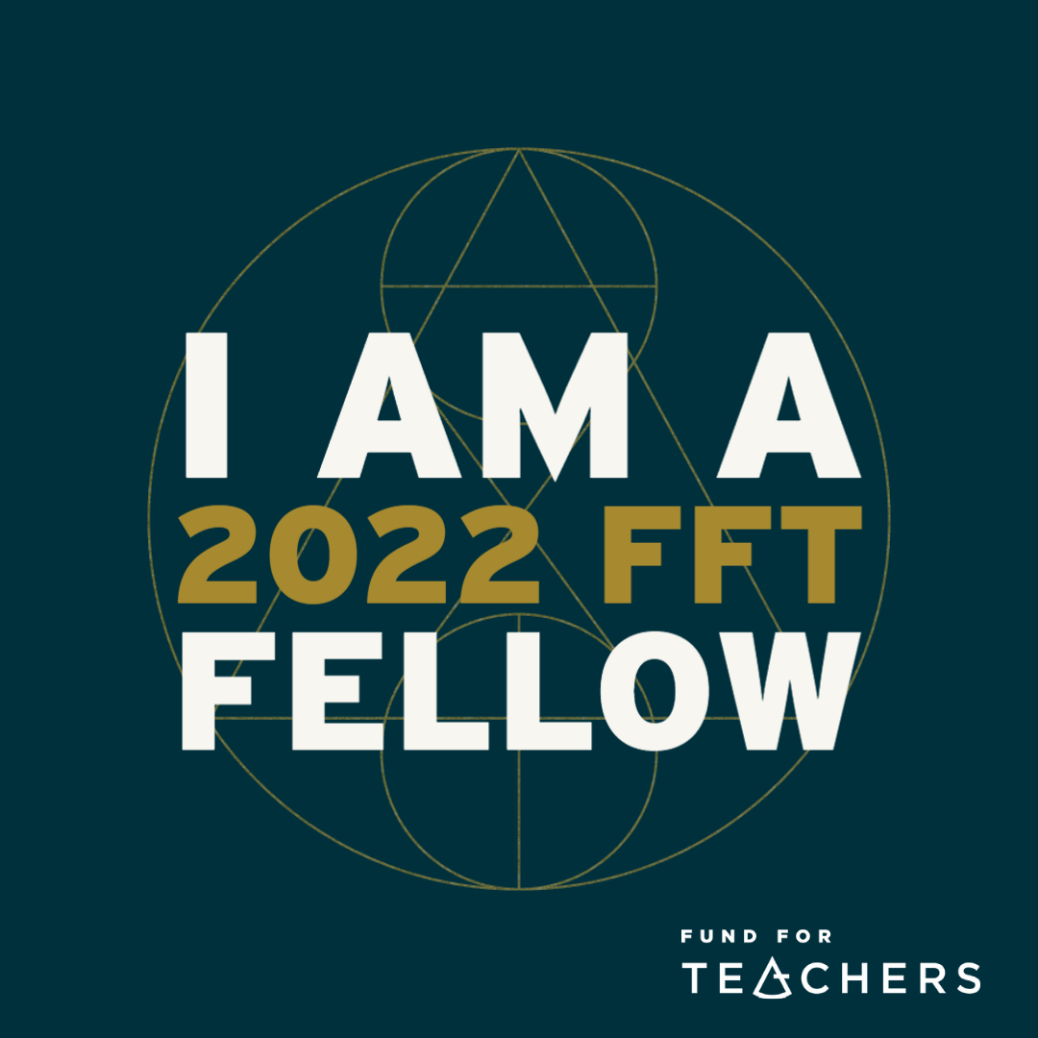 I AM A
2022 FFT
FELLOW
FUND FOR
TEACHERS